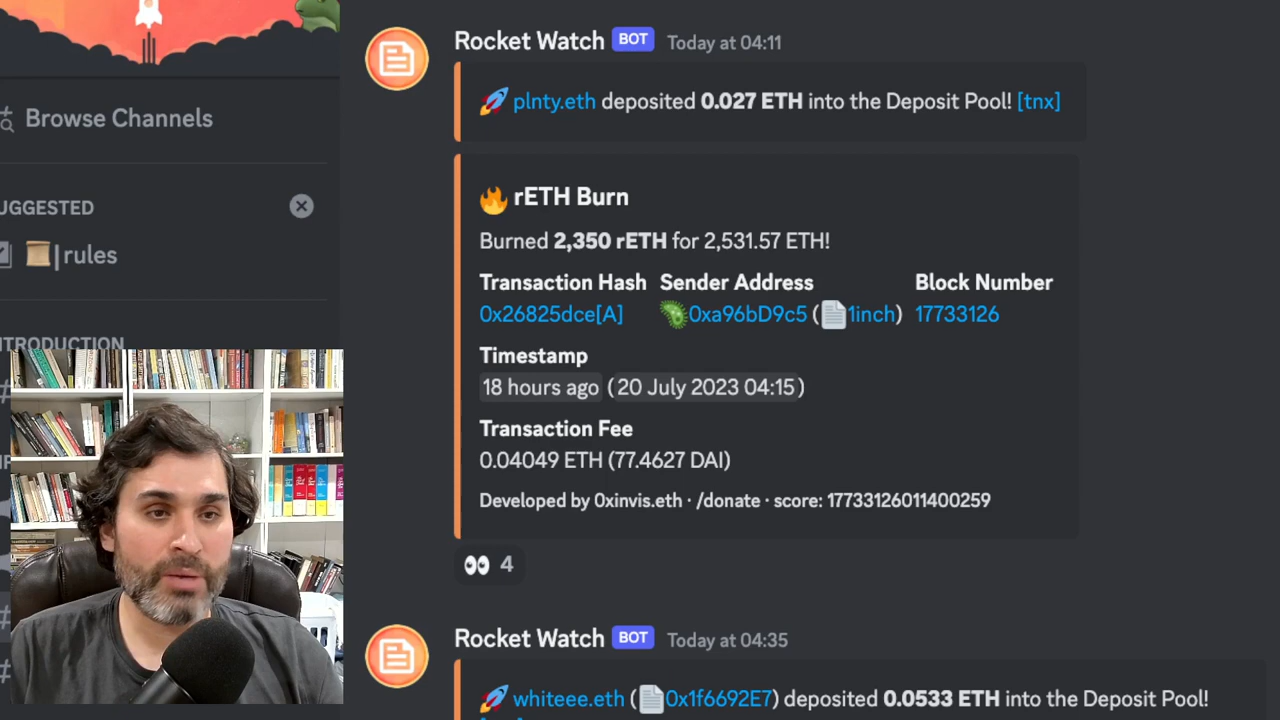 Rocket Watch BOT Today at 04:11
plnty.eth deposited 0.027 ETH into the Deposit Pool! [tnx]
Browse Channels
rETH Burn
UGGESTED
Burned 2,350 rETH for 2,531.57 ETH!
rules
Transaction Hash Sender Address Block Number
0x26825dce[A] 0xa96bD9c5 (1inch) 17733126
NTRODUCTION
Timestamp
18 hours ago (20 July 2023 04:15)
Transaction Fee
0.04049 ETH (77.4627 DAI)
Developed by 0xinvis.eth · /donate · score: 17733126011400259
4
Rocket Watch BOT Today at 04:35
whiteee.eth (0x1f6692E7) deposited 0.0533 ETH into the Deposit Pool!